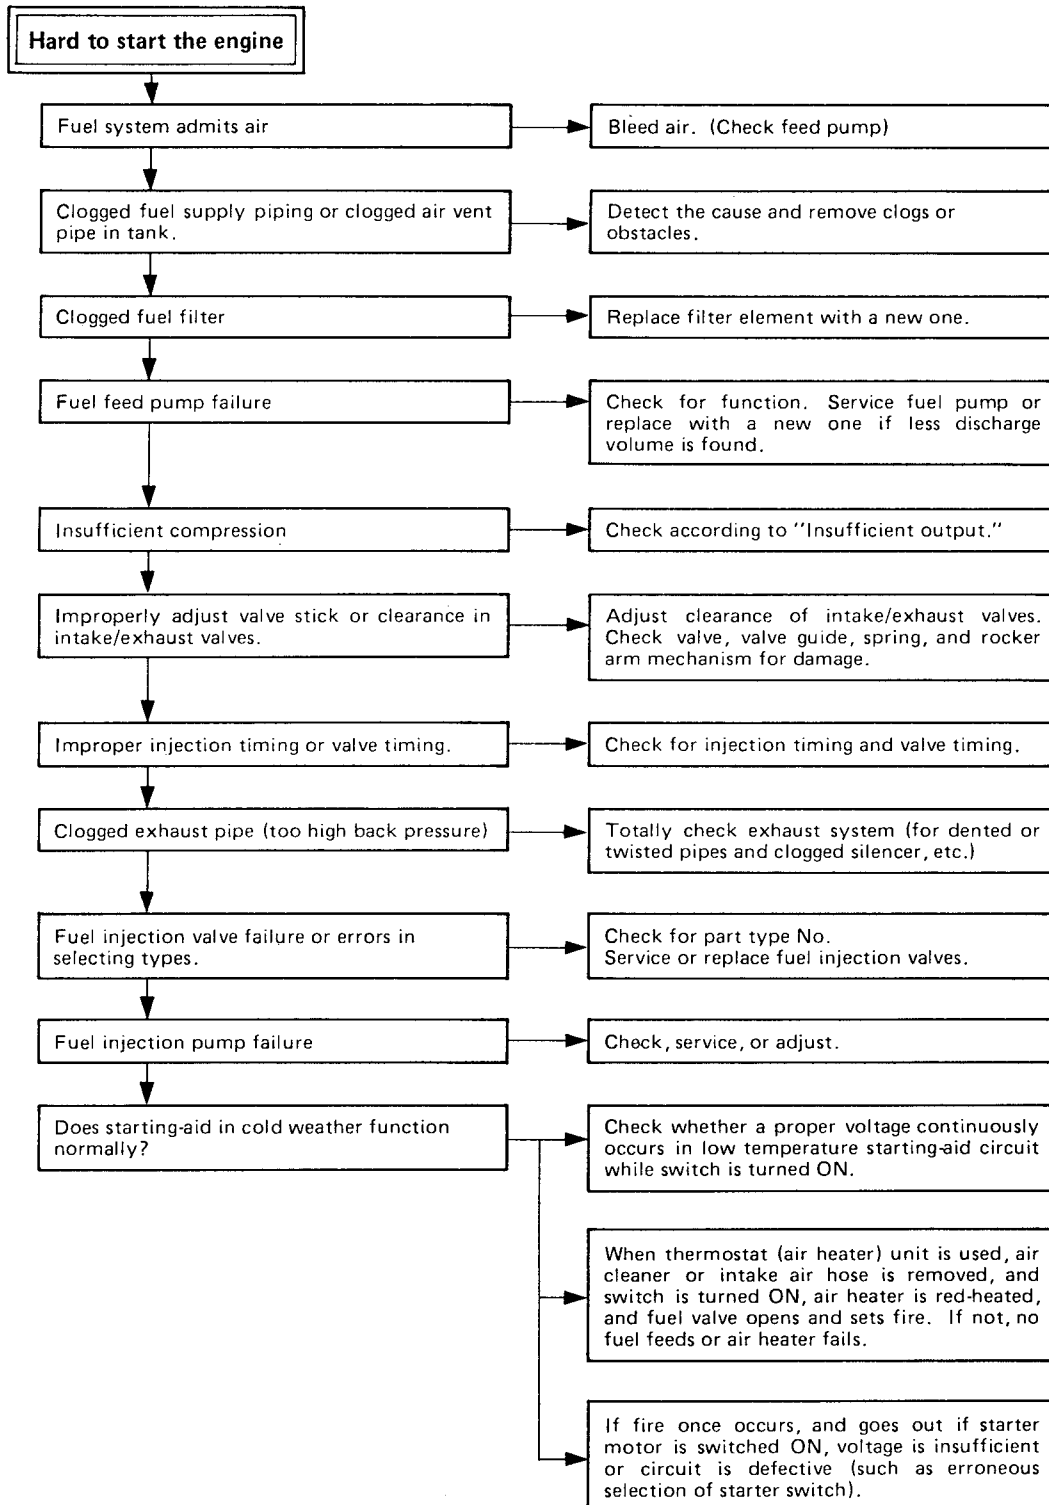 Hard to start the engine
Fuel system admits air
Bleed air. (Check feed pump)
Clogged fuel supply piping or clogged air vent
pipe in tank.
Detect the cause and remove clogs or
obstacles.
Clogged fuel filter
Replace filter element with a new one.
Fuel feed pump failure
Check for function. Service fuel pump or
replace with a new one if less discharge
volume is found.
Insufficient compression
Check according to "Insufficient output."
Improperly adjust valve stick or clearance in
intake/exhaust valves.
Adjust clearance of intake/exhaust valves.
Check valve, valve guide, spring, and rocker
arm mechanism for damage.
Improper injection timing or valve timing.
Check for injection timing and valve timing.
Clogged exhaust pipe (too high back pressure)
Totally check exhaust system (for dented or
twisted pipes and clogged silencer, etc.)
Fuel injection valve failure or errors in
selecting types.
Check for part type No.
Service or replace fuel injection valves.
Fuel injection pump failure
Check, service, or adjust.
Does starting-aid in cold weather function
normally?
Check whether a proper voltage continuously
occurs in low temperature starting-aid circuit
while switch is turned ON.
When thermostat (air heater) unit is used, air
cleaner or intake air hose is removed, and
switch is turned ON, air heater is red-heated,
and fuel valve opens and sets fire. If not, no
fuel feeds or air heater fails.
If fire once occurs, and goes out if starter
motor is switched ON, voltage is insufficient
or circuit is defective (such as erroneous
selection of starter switch).